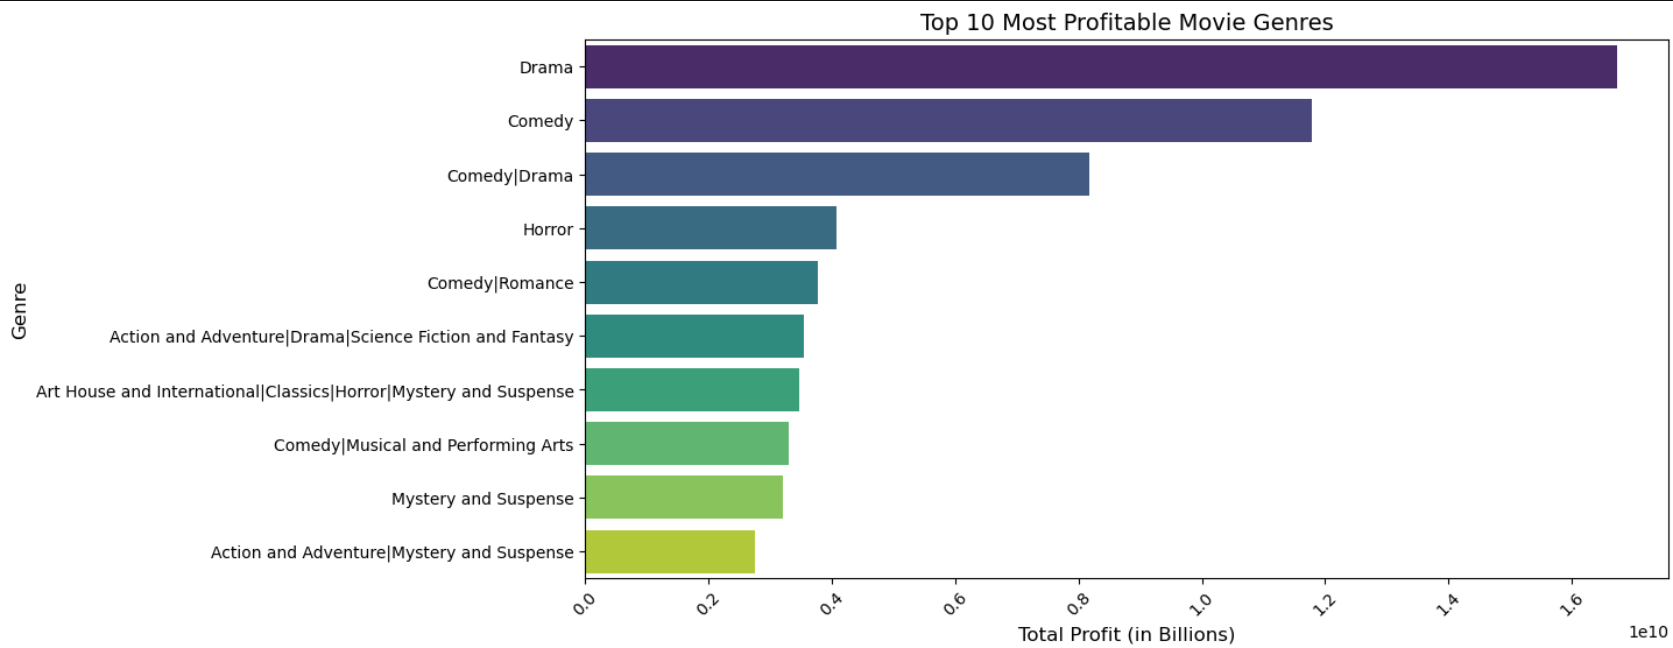 Top 10 Most Profitable Movie Genres
Drama
Comedy
Comedy|Drama
Horror
Comedy|Romance
Action and Adventure|Drama|Science Fiction and Fantasy
Art House and International|Classics|Horror|Mystery and Suspense
Comedy|Musical and Performing Arts
Mystery and Suspense
Action and Adventure|Mystery and Suspense
Genre
0.0 0.2 0.4 0.6 0.8 1.0 1.2 1.4 1.6
1e10
Total Profit (in Billions)